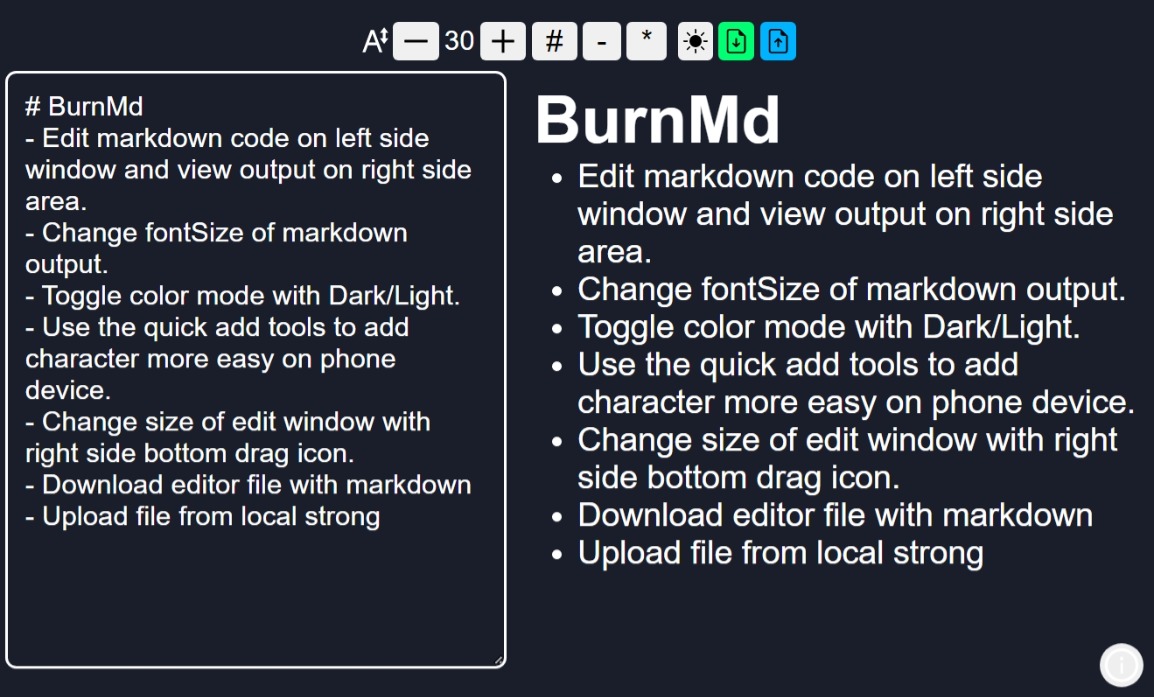 A 30 # - *
# BurnMd
- Edit markdown code on left side
window and view output on right side
area.
- Change fontSize of markdown
output.
- Toggle color mode with Dark/Light.
- Use the quick add tools to add
character more easy on phone
device.
- Change size of edit window with
right side bottom drag icon.
- Download editor file with markdown
- Upload file from local strong
BurnMd
• Edit markdown code on left side
window and view output on right side
area.
• Change fontSize of markdown output.
• Toggle color mode with Dark/Light.
• Use the quick add tools to add
character more easy on phone device.
• Change size of edit window with right
side bottom drag icon.
• Download editor file with markdown
• Upload file from local strong
i